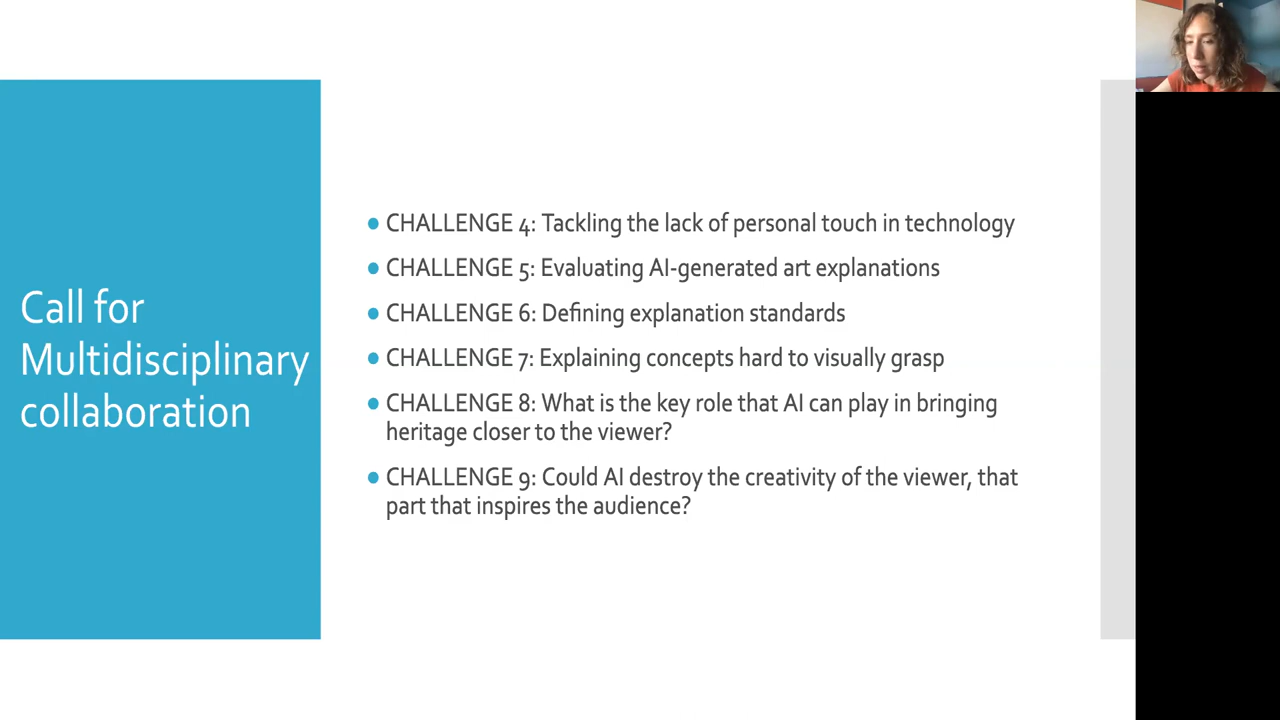 Call for
Multidisciplinary
collaboration
CHALLENGE 4: Tackling the lack of personal touch in technology
CHALLENGE 5: Evaluating AI-generated art explanations
CHALLENGE 6: Defining explanation standards
CHALLENGE 7: Explaining concepts hard to visually grasp
CHALLENGE 8: What is the key role that AI can play in bringing
heritage closer to the viewer?
CHALLENGE 9: Could AI destroy the creativity of the viewer, that
part that inspires the audience?